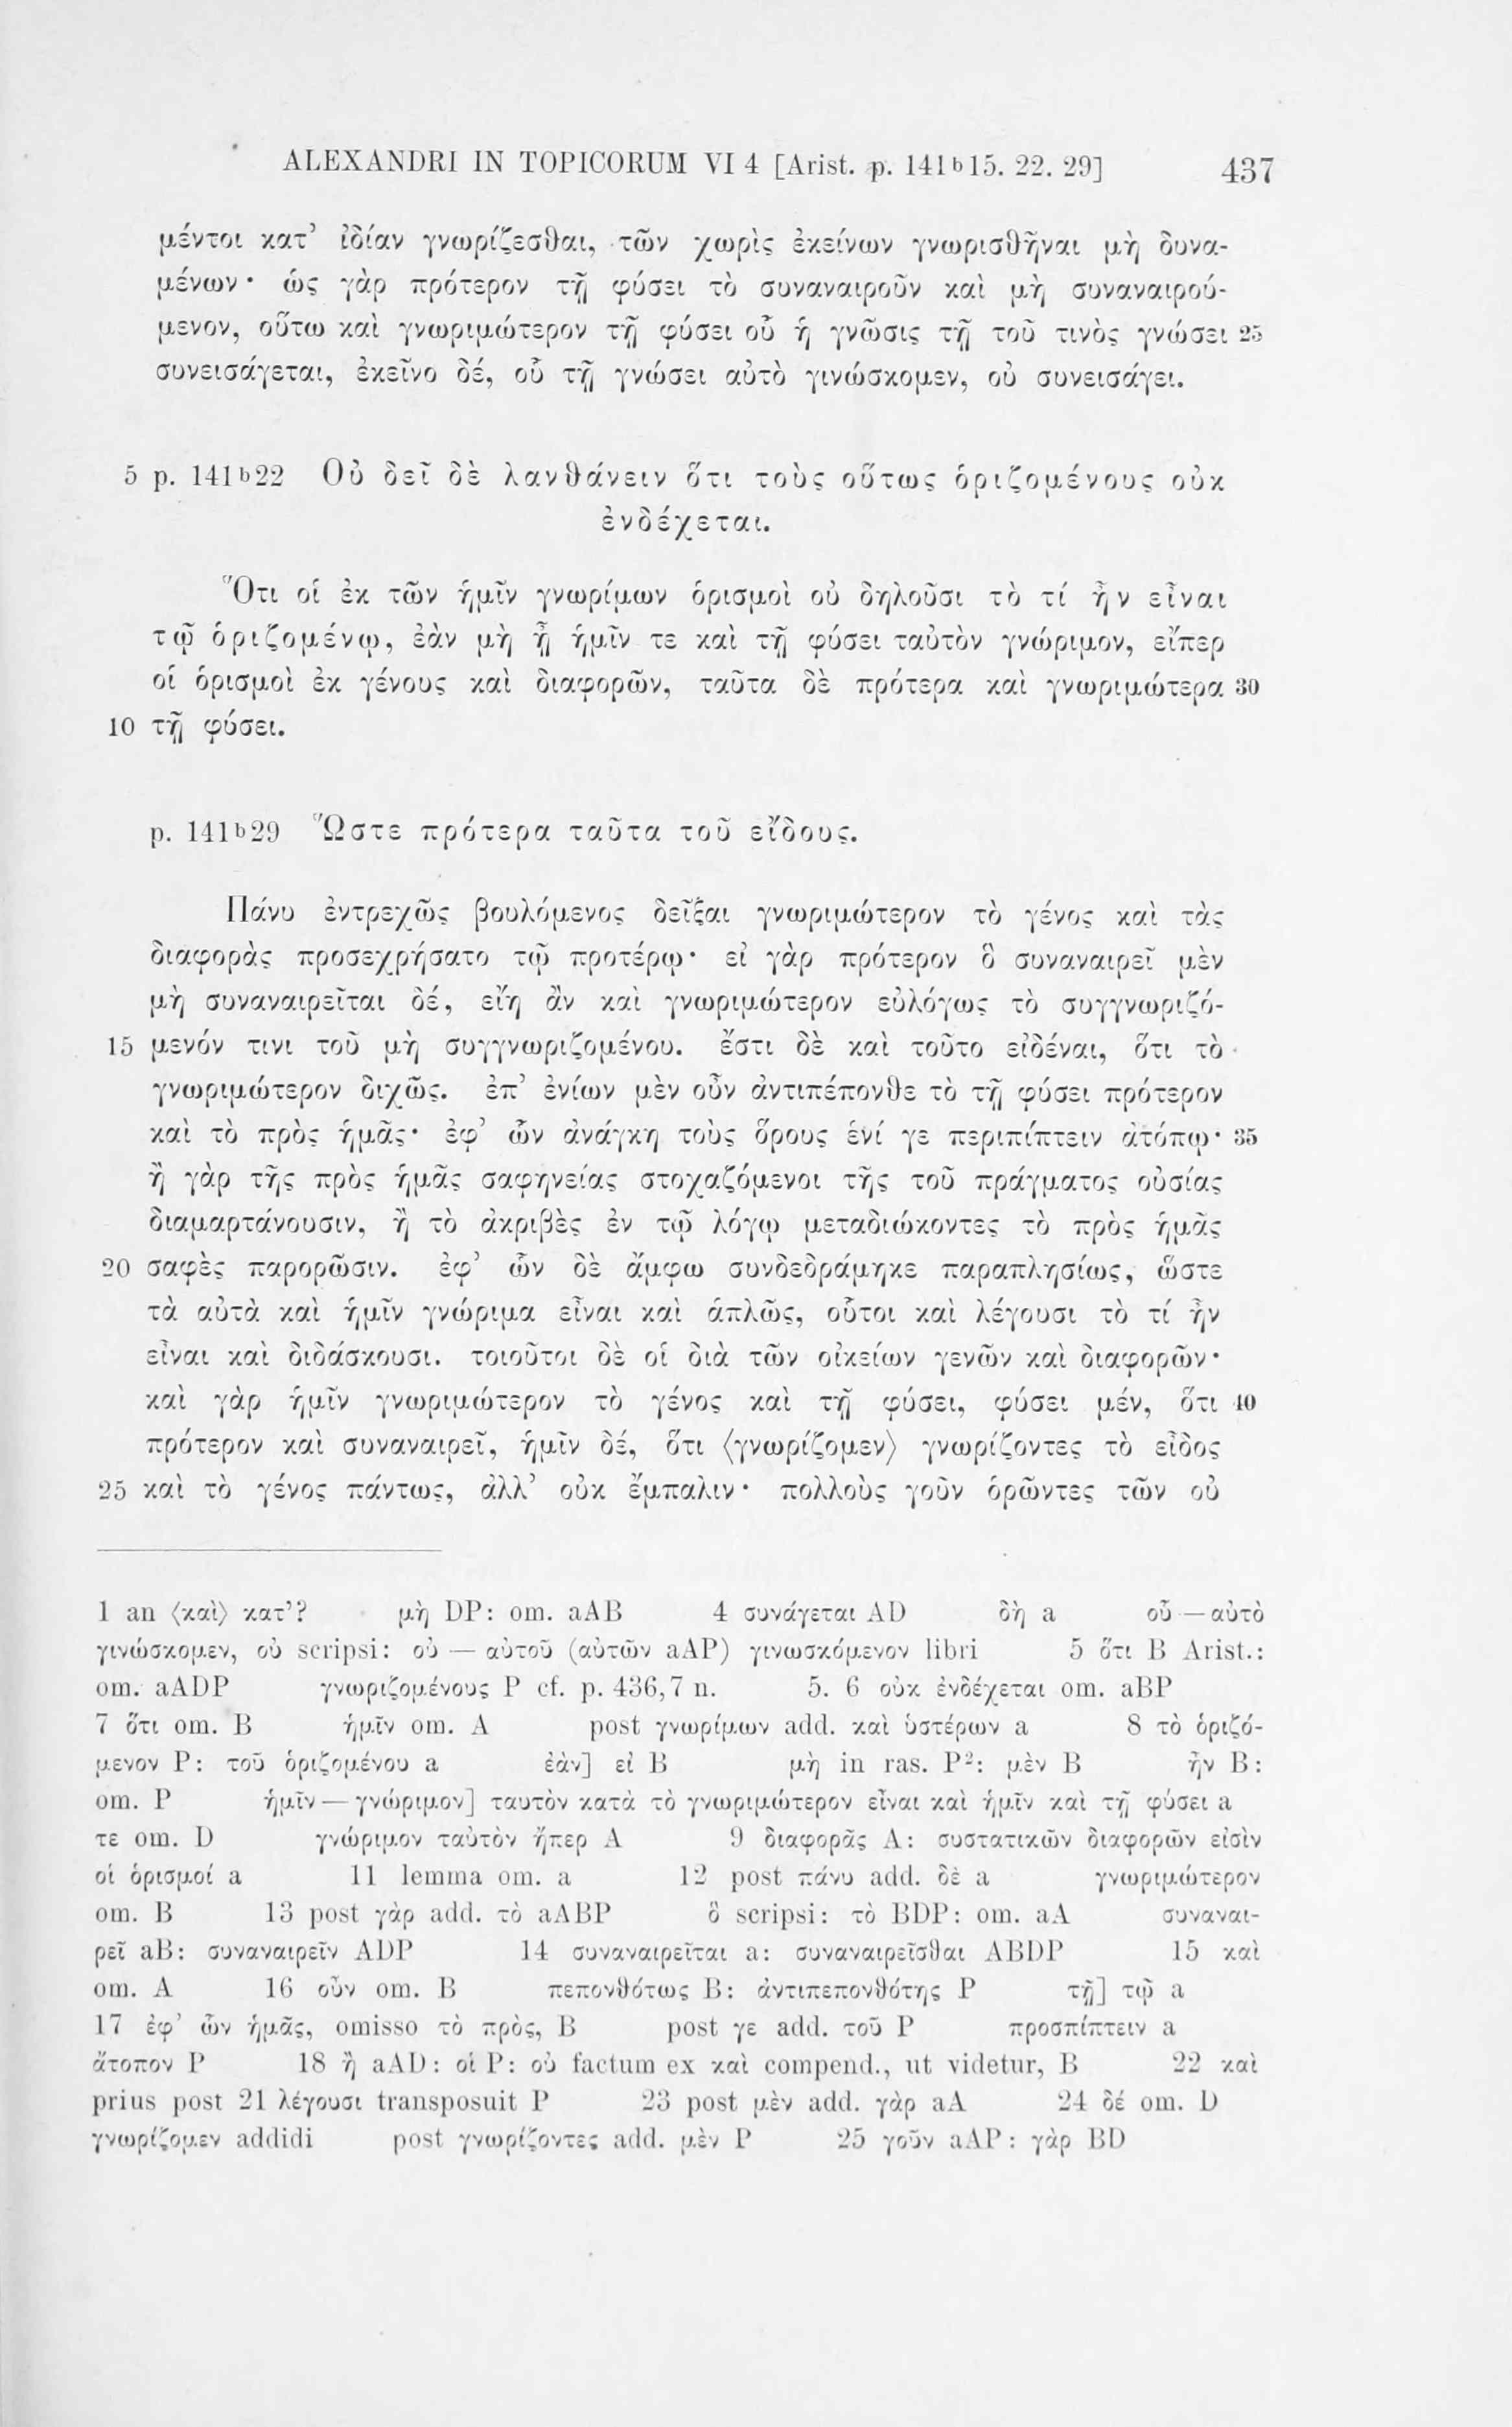 ALEXANDRI IN TOPICORUM VI 4 [Arist. p. 141ᵇ15. 22. 29] 437
μέντοι κατ’ ἰδίαν γνωρίζεσθαι, τῶν χωρὶς ἐκείνων γνωρισθῆναι μὴ δυνα-
μένων· ὡς γὰρ πρότερον τῇ φύσει τὸ συναναιροῦν καὶ μὴ συναναιρού-
μενον, οὕτω καὶ γνωριμώτερον τῇ φύσει οὗ ἡ γνῶσις τῇ τοῦ τινὸς γνώσει 25
συνεισάγεται, ἐκεῖνο δέ, οὗ τῇ γνώσει αὐτὸ γινώσκομεν, οὐ συνεισάγει.
5 p. 141ᵇ22 Οὐ δεῖ δὲ λανθάνειν ὅτι τοὺς οὕτως ὁριζομένους οὐκ
ἐνδέχεται.
Ὅτι οἱ ἐκ τῶν ἡμῖν γνωρίμων ὁρισμοὶ οὐ δηλοῦσι τὸ τί ἦν εἶναι
τῷ ὁριζομένῳ, ἐὰν μὴ ᾖ ἡμῖν τε καὶ τῇ φύσει ταὐτὸν γνώριμον, εἴπερ
οἱ ὁρισμοὶ ἐκ γένους καὶ διαφορῶν, ταῦτα δὲ πρότερα καὶ γνωριμώτερα 30
10 τῇ φύσει.
p. 141ᵇ29 Ὥστε πρότερα ταῦτα τοῦ εἴδους.
Πάνυ ἐντρεχῶς βουλόμενος δεῖξαι γνωριμώτερον τὸ γένος καὶ τὰς
διαφορὰς προσεχρήσατο τῷ προτέρῳ· εἰ γὰρ πρότερον ὃ συναναιρεῖ μὲν
μὴ συναναιρεῖται δέ, εἴη ἂν καὶ γνωριμώτερον εὐλόγως τὸ συγγνωριζό-
15 μενόν τινι τοῦ μὴ συγγνωριζομένου. ἔστι δὲ καὶ τοῦτο εἰδέναι, ὅτι τὸ
γνωριμώτερον διχῶς. ἐπ’ ἐνίων μὲν οὖν ἀντιπέπονθε τὸ τῇ φύσει πρότερον
καὶ τὸ πρὸς ἡμᾶς· ἐφ’ ὧν ἀνάγκη τοὺς ὅρους ἑνί γε περιπίπτειν ἀτόπῳ· 35
ἢ γὰρ τῆς πρὸς ἡμᾶς σαφηνείας στοχαζόμενοι τῆς τοῦ πράγματος οὐσίας
διαμαρτάνουσιν, ἢ τὸ ἀκριβὲς ἐν τῷ λόγῳ μεταδιώκοντες τὸ πρὸς ἡμᾶς
20 σαφὲς παρορῶσιν. ἐφ’ ὧν δὲ ἄμφω συνδεδράμηκε παραπλησίως, ὥστε
τὰ αὐτὰ καὶ ἡμῖν γνώριμα εἶναι καὶ ἁπλῶς, οὗτοι καὶ λέγουσι τὸ τί ἦν
εἶναι καὶ διδάσκουσι. τοιοῦτοι δὲ οἱ διὰ τῶν οἰκείων γενῶν καὶ διαφορῶν·
καὶ γὰρ ἡμῖν γνωριμώτερον τὸ γένος καὶ τῇ φύσει, φύσει μέν, ὅτι 40
πρότερον καὶ συναναιρεῖ, ἡμῖν δέ, ὅτι ⟨γνωρίζομεν⟩ γνωρίζοντες τὸ εἶδος
25 καὶ τὸ γένος πάντως, ἀλλ’ οὐκ ἔμπαλιν· πολλοὺς γοῦν ὁρῶντες τῶν οὐ
1 an ⟨καὶ⟩ κατ’? μὴ DP: om. aAB 4 συνάγεται AD δὴ a οὗ — αὐτὸ
γινώσκομεν, οὐ scripsi: οὐ — αὐτοῦ (αὐτῶν aAP) γινωσκόμενον libri 5 ὅτι B Arist.:
om. aADP γνωριζομένους P cf. p. 436,7 n. 5. 6 οὐκ ἐνδέχεται om. aBP
7 ὅτι om. B ἡμῖν om. A post γνωρίμων add. καὶ ὑστέρων a 8 τὸ ὁριζό-
μενον P: τοῦ ὁριζομένου a ἐὰν] εἰ B μὴ in ras. P²: μὲν B ἦν B:
om. P ἡμῖν — γνώριμον] ταυτὸν κατὰ τὸ γνωριμώτερον εἶναι καὶ ἡμῖν καὶ τῇ φύσει a
τε om. D γνώριμον ταὐτὸν ἤπερ A 9 διαφορᾶς A: συστατικῶν διαφορῶν εἰσὶν
οἱ ὁρισμοί a 11 lemma om. a 12 post πάνυ add. δὲ a γνωριμώτερον
om. B 13 post γὰρ add. τὸ aABP ὃ scripsi: τὸ BDP: om. aA συναναι-
ρεῖ aB: συναναιρεῖν ADP 14 συναναιρεῖται a: συναναιρεῖσθαι ABDP 15 καὶ
om. A 16 οὖν om. B πεπονθότως B: ἀντιπεπονθότης P τῇ] τῷ a
17 ἐφ’ ὧν ἡμᾶς, omisso τὸ πρὸς, B post γε add. τοῦ P προσπίπτειν a
ἄτοπον P 18 ἢ aAD: οἱ P: οὐ factum ex καὶ compend., ut videtur, B 22 καὶ
prius post 21 λέγουσι transposuit P 23 post μὲν add. γὰρ aA 24 δέ om. D
γνωρίζομεν addidi post γνωρίζοντες add. μὲν P 25 γοῦν aAP: γὰρ BD